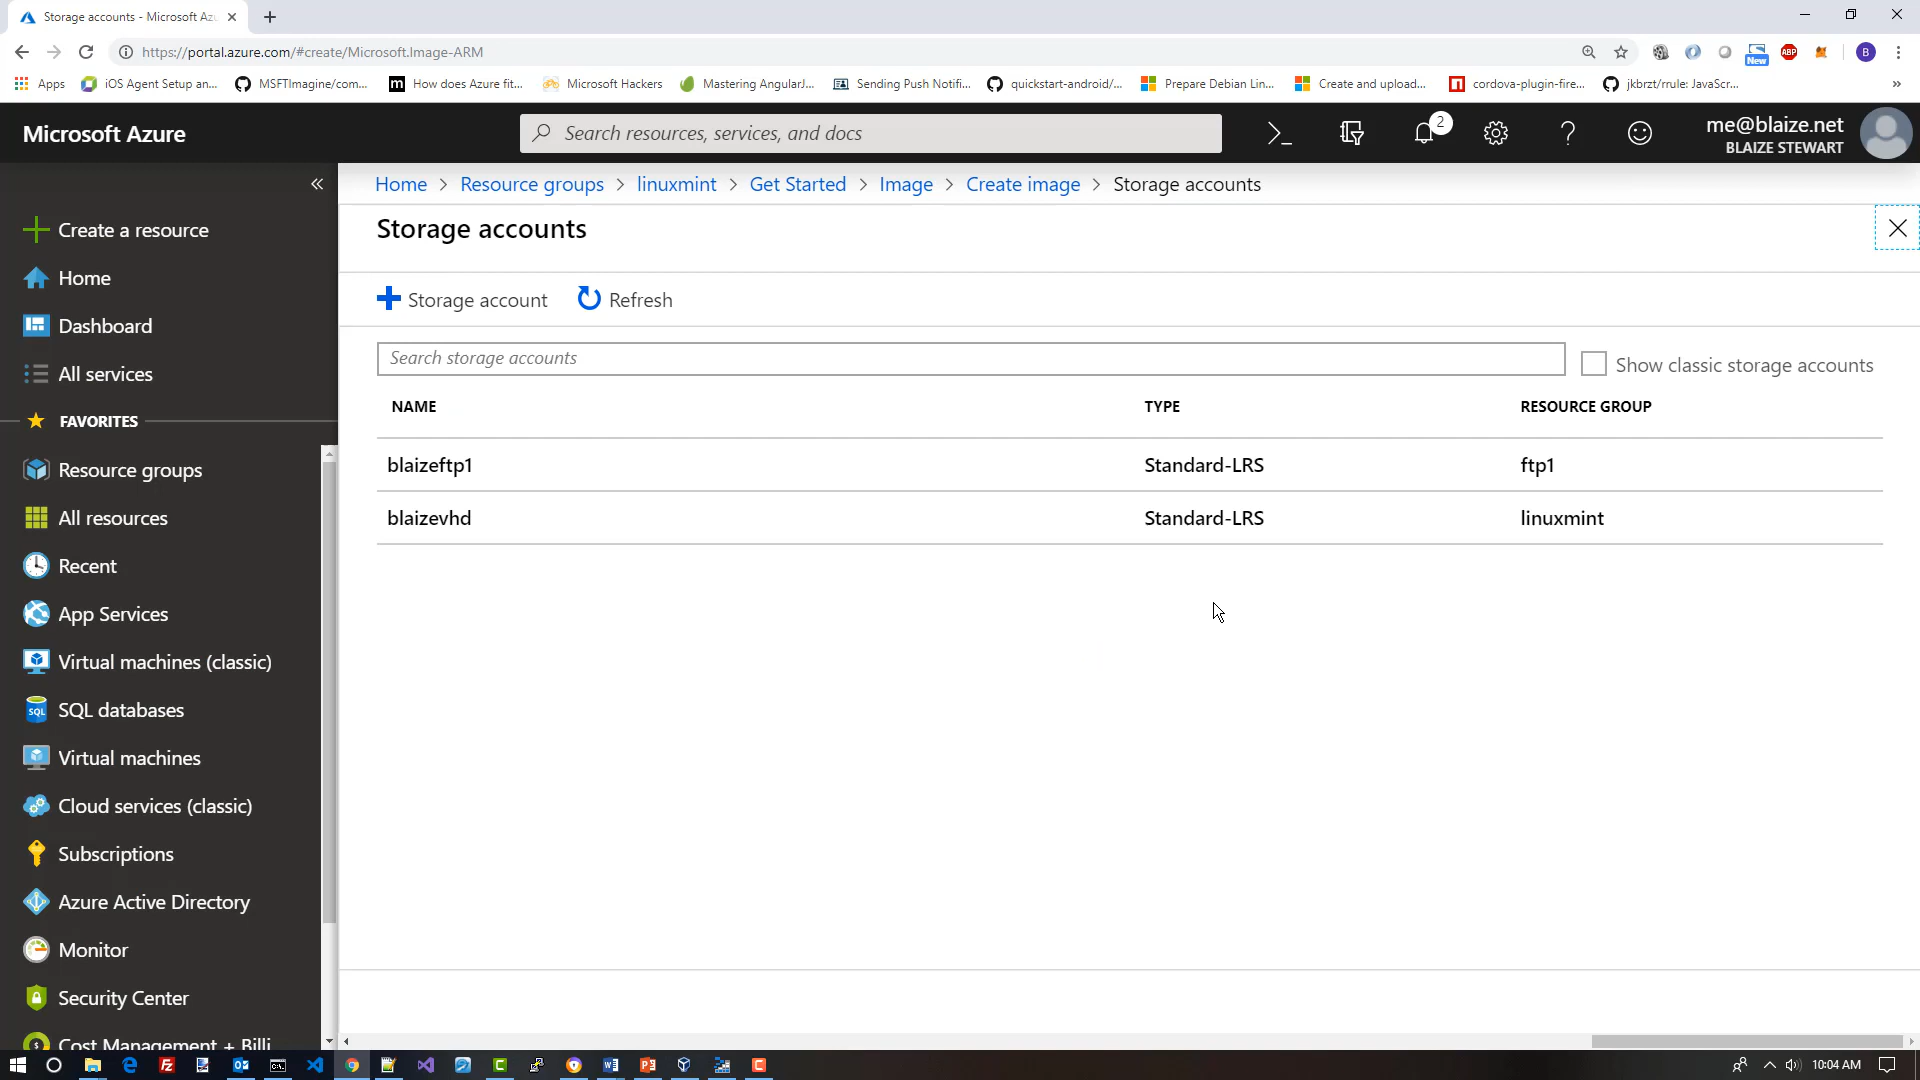 Storage accounts - Microsoft Az
https://portal.azure.com/#create/Microsoft.Image-ARM
New
ABP
B
Apps
iOS Agent Setup an...
MSFTImagine/com...
How does Azure fit...
Microsoft Hackers
Mastering AngularJ...
Sending Push Notifi...
quickstart-android/...
Prepare Debian Lin...
Create and upload...
cordova-plugin-fire...
jkbrzt/rrule: JavaScr...
Microsoft Azure
Search resources, services, and docs
2
me@blaize.net
BLAIZE STEWART
Home > Resource groups > linuxmint > Get Started > Image > Create image > Storage accounts
Storage accounts
Storage account
Refresh
Search storage accounts
Show classic storage accounts
NAME TYPE RESOURCE GROUP
blaizeftp1 Standard-LRS ftp1
blaizevhd Standard-LRS linuxmint
Create a resource
Home
Dashboard
All services
FAVORITES
Resource groups
All resources
Recent
App Services
Virtual machines (classic)
SQL databases
Virtual machines
Cloud services (classic)
Subscriptions
Azure Active Directory
Monitor
Security Center
Cost Management + Billi
10:04 AM